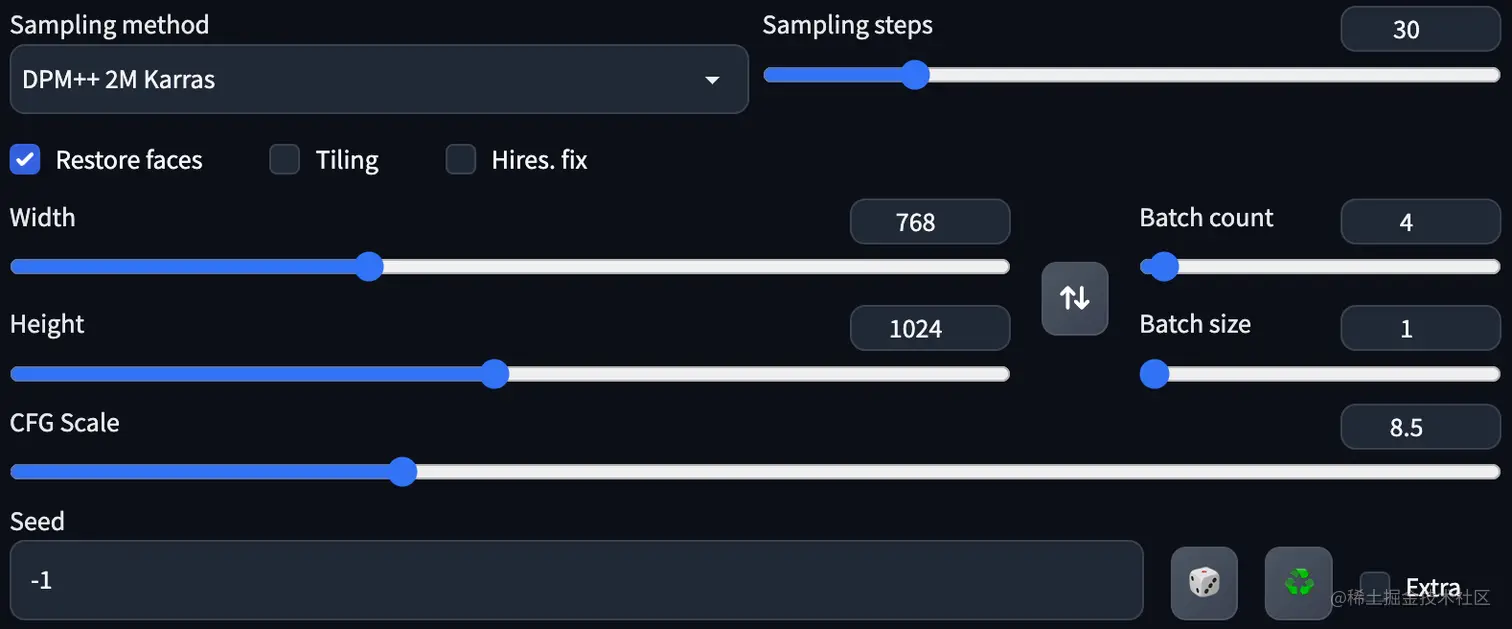 Sampling method
Sampling steps
30
DPM++ 2M Karras
Restore faces
Tiling
Hires. fix
Width
768
Batch count
4
Height
1024
Batch size
1
CFG Scale
8.5
Seed
-1
Extra
@稀土掘金技术社区